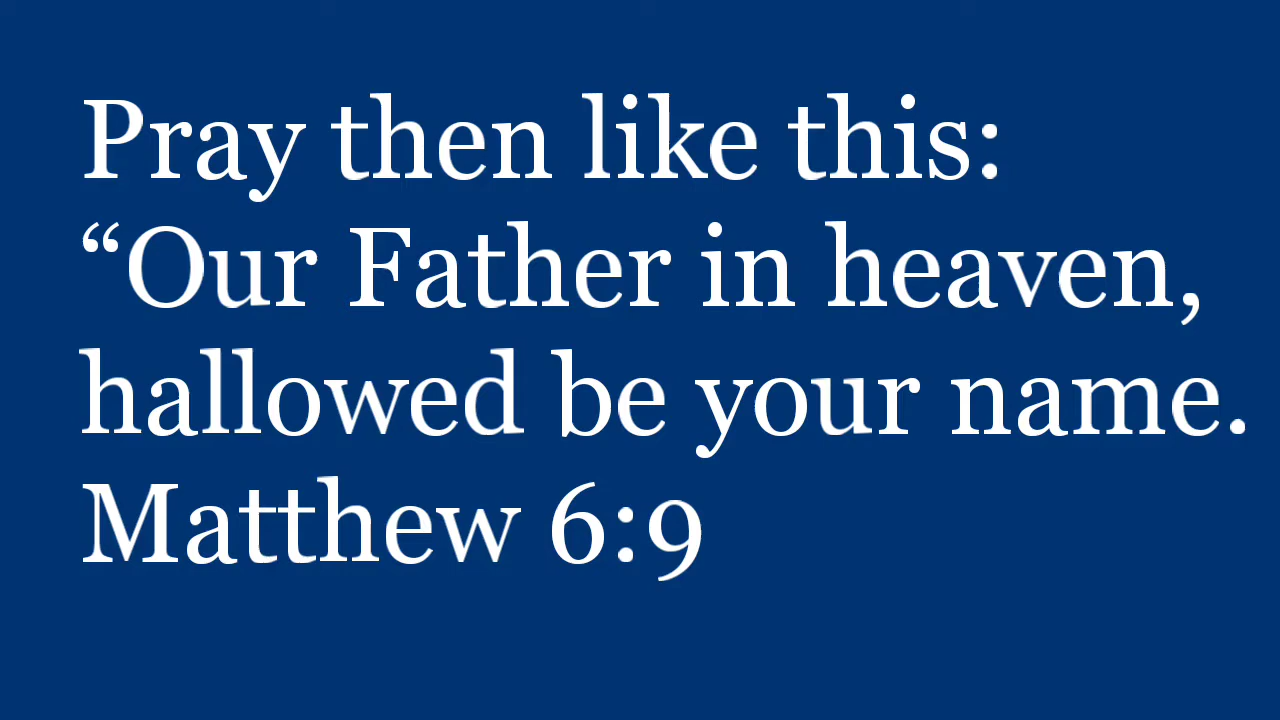 Pray then like this:
“Our Father in heaven,
hallowed be your name.
Matthew 6:9